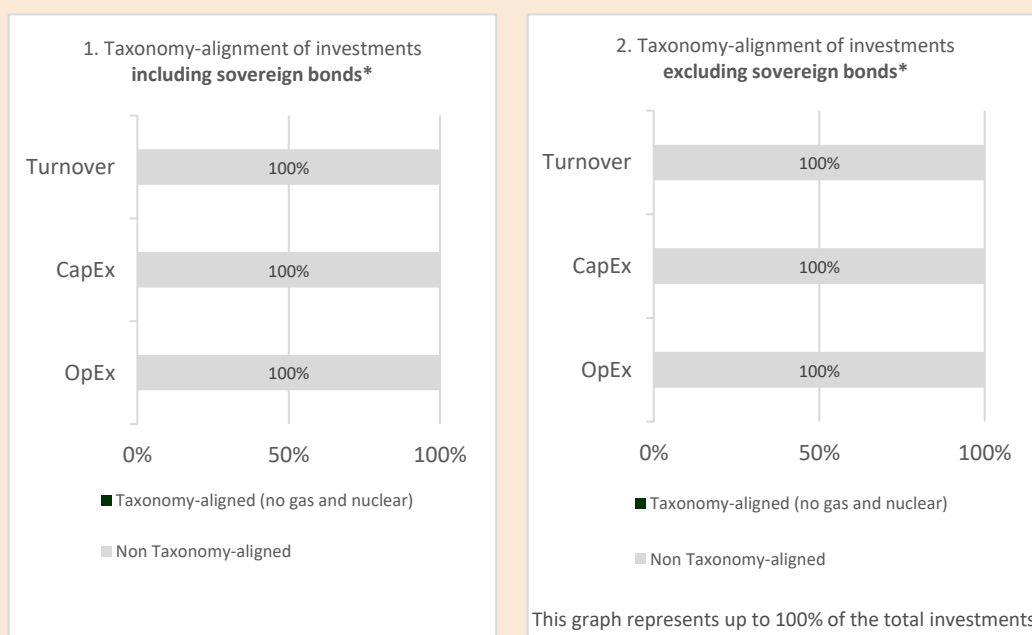 1. Taxonomy-alignment of investments
including sovereign bonds*
Turnover
100%
CapEx
100%
OpEx
100%
0%
50%
100%
Taxonomy-aligned (no gas and nuclear)
Non Taxonomy-aligned
2. Taxonomy-alignment of investments
excluding sovereign bonds*
Turnover
100%
CapEx
100%
OpEx
100%
0%
50%
100%
Taxonomy-aligned (no gas and nuclear)
Non Taxonomy-aligned
This graph represents up to 100% of the total investments